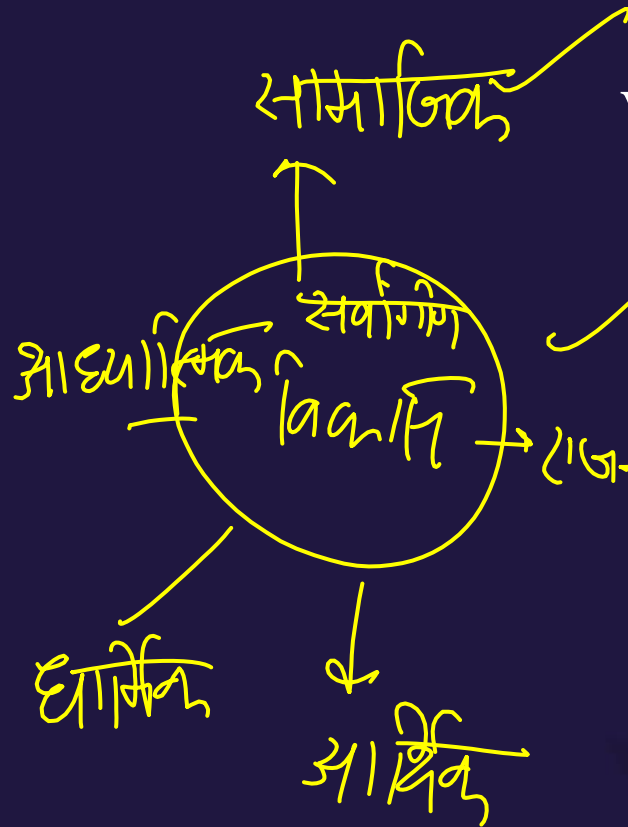 सामाजिक
सर्वांगीण
आध्यात्मिक
विकास
राज
धार्मिक
आर्थिक